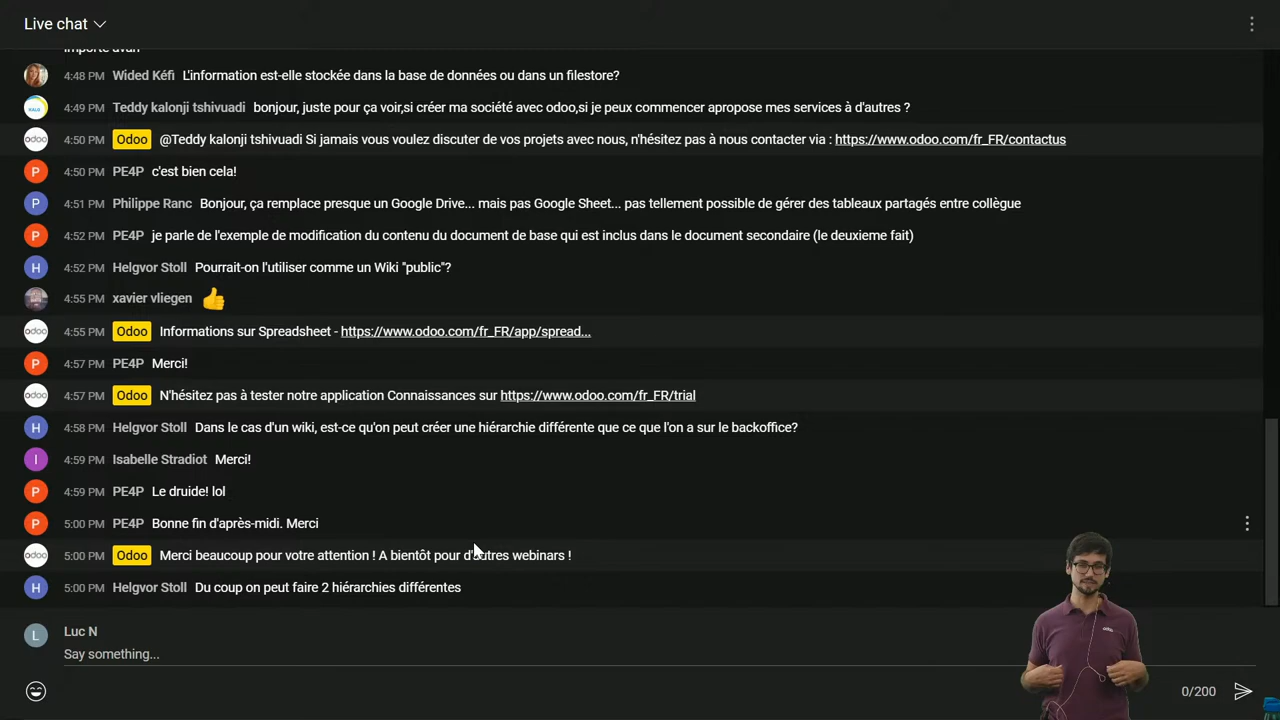 Live chat
importe avan
4:48 PM Wided Kéfi L'information est-elle stockée dans la base de données ou dans un filestore?
4:49 PM Teddy kalonji tshivuadi bonjour, juste pour ça voir,si créer ma société avec odoo,si je peux commencer apropose mes services à d'autres ?
odoo 4:50 PM Odoo @Teddy kalonji tshivuadi Si jamais vous voulez discuter de vos projets avec nous, n'hésitez pas à nous contacter via : https://www.odoo.com/fr_FR/contactus
P 4:50 PM PE4P c'est bien cela!
P 4:51 PM Philippe Ranc Bonjour, ça remplace presque un Google Drive... mais pas Google Sheet... pas tellement possible de gérer des tableaux partagés entre collègue
P 4:52 PM PE4P je parle de l'exemple de modification du contenu du document de base qui est inclus dans le document secondaire (le deuxieme fait)
H 4:52 PM Helgvor Stoll Pourrait-on l'utiliser comme un Wiki "public"?
4:55 PM xavier vliegen 👍
odoo 4:55 PM Odoo Informations sur Spreadsheet - https://www.odoo.com/fr_FR/app/spread...
P 4:57 PM PE4P Merci!
odoo 4:57 PM Odoo N'hésitez pas à tester notre application Connaissances sur https://www.odoo.com/fr_FR/trial
H 4:58 PM Helgvor Stoll Dans le cas d'un wiki, est-ce qu'on peut créer une hiérarchie différente que ce que l'on a sur le backoffice?
I 4:59 PM Isabelle Stradiot Merci!
P 4:59 PM PE4P Le druide! lol
P 5:00 PM PE4P Bonne fin d'après-midi. Merci
odoo 5:00 PM Odoo Merci beaucoup pour votre attention ! A bientôt pour d'autres webinars !
H 5:00 PM Helgvor Stoll Du coup on peut faire 2 hiérarchies différentes
L Luc N
Say something...
0/200
odoo